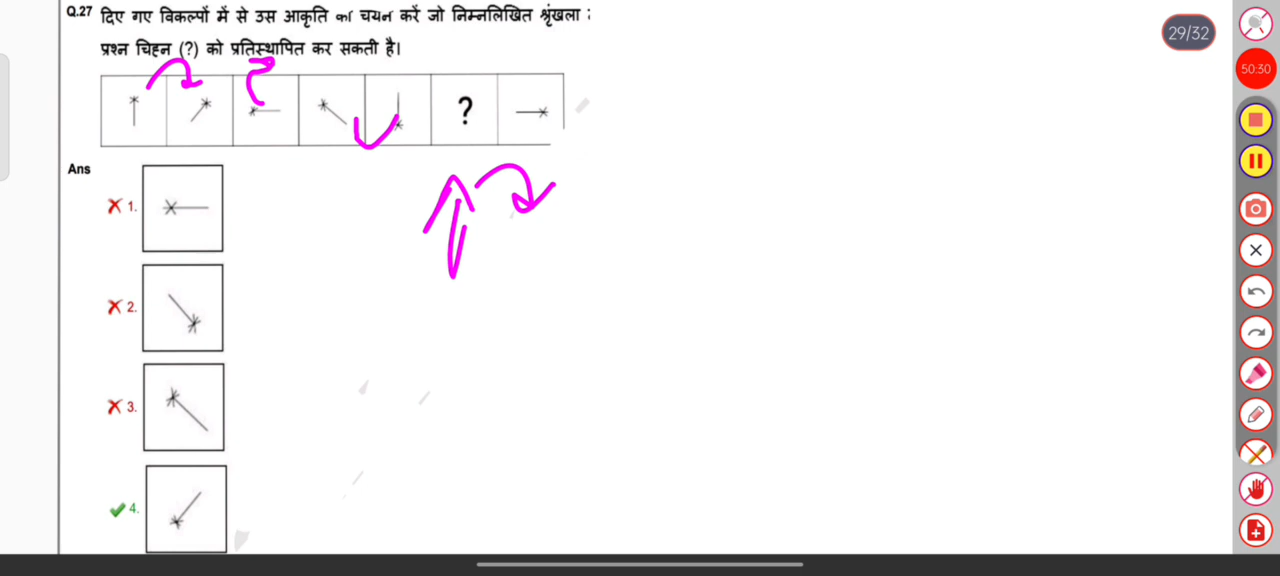 Q.27 दिए गए विकल्पों में से उस आकृति का चयन करें जो निम्नलिखित श्रृंखला :
प्रश्न चिह्न (?) को प्रतिस्थापित कर सकती है।
?
Ans
1.
2.
3.
4.
29/32
50:30